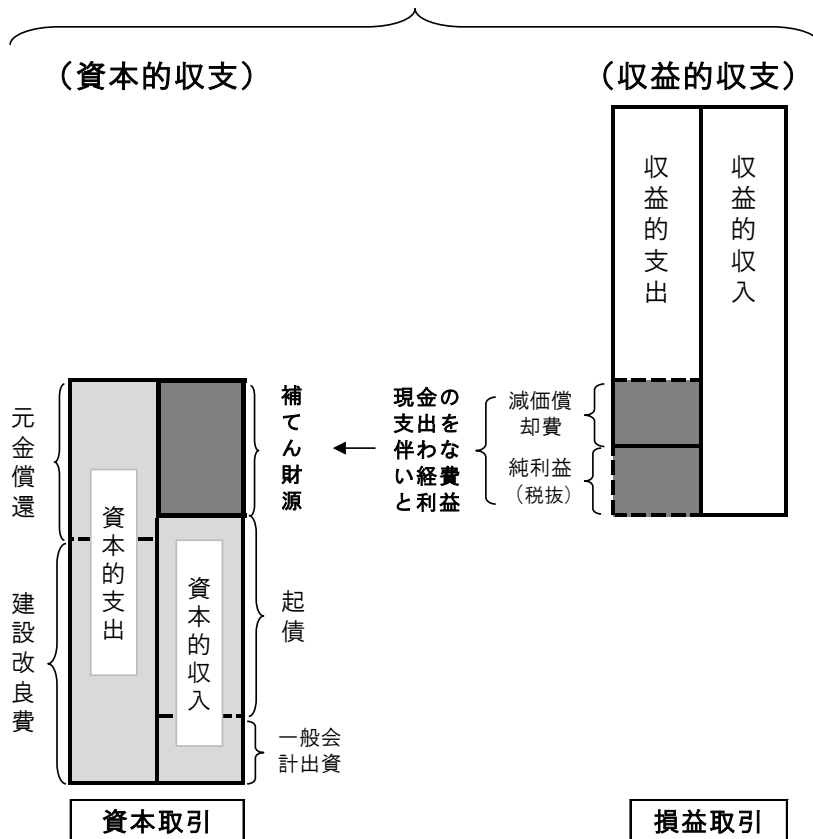 （資本的収支）
（収益的収支）
収益的支出
収益的収入
元金償還
建設改良費
資本的支出
資本的収入
補てん財源
起債
一般会
計出資
現金の
支出を
伴わな
い経費
と利益
減価償
却費
純利益
（税抜）
資本取引
損益取引